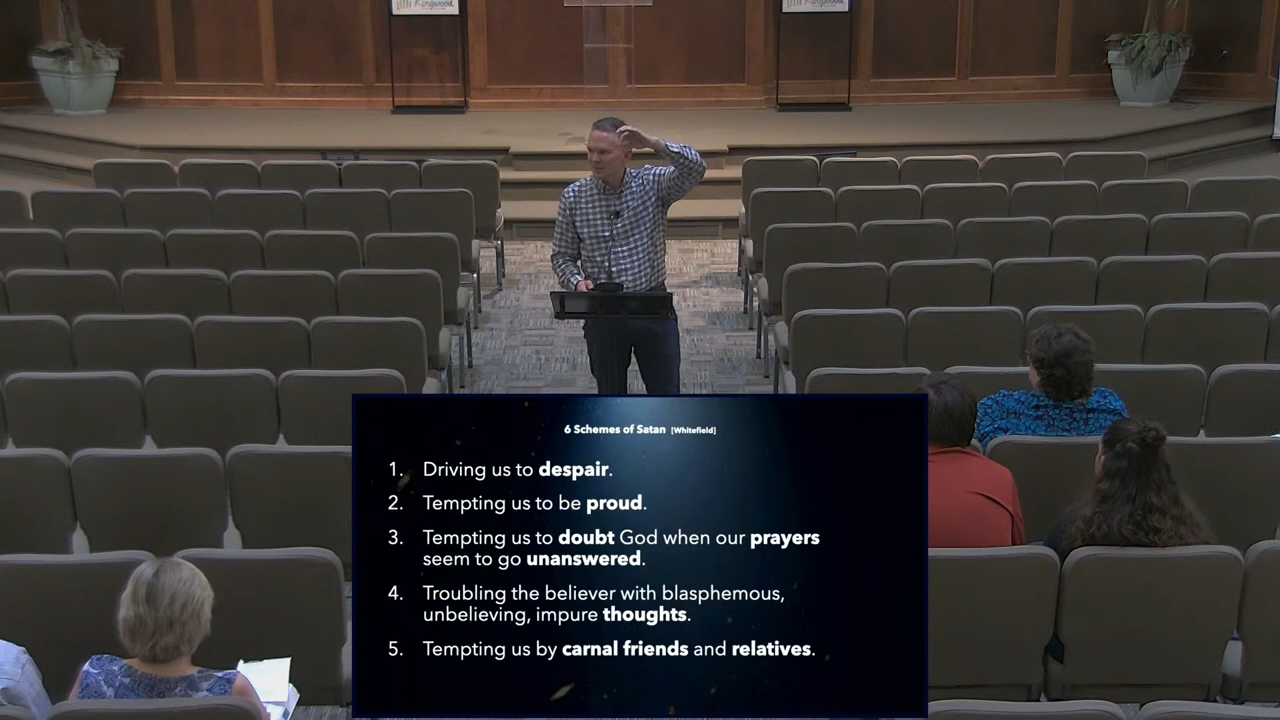 Kingwood
Kingwood
6 Schemes of Satan [Whitefield]
1. Driving us to despair.
2. Tempting us to be proud.
3. Tempting us to doubt God when our prayers
seem to go unanswered.
4. Troubling the believer with blasphemous,
unbelieving, impure thoughts.
5. Tempting us by carnal friends and relatives.